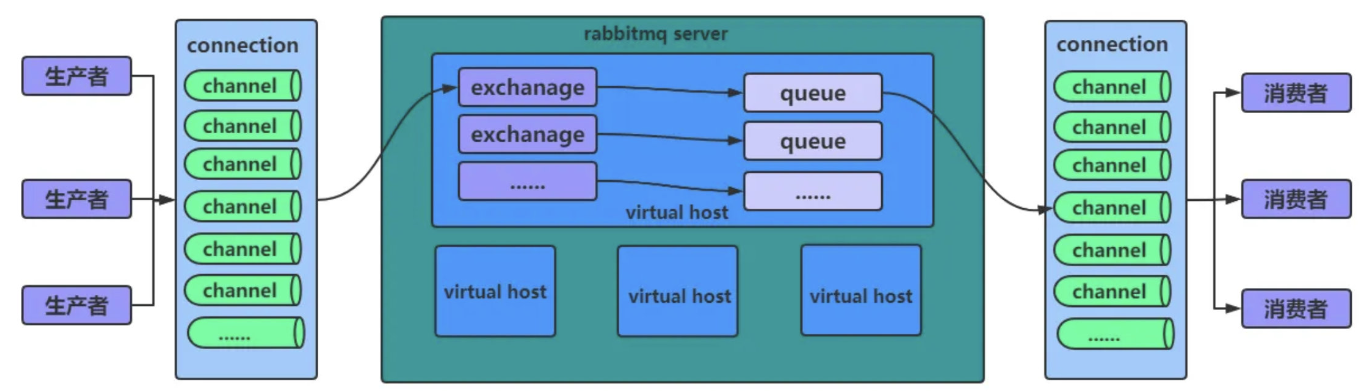 生产者
生产者
生产者
connection
channel
channel
channel
channel
channel
channel
......
rabbitmq server
exchanage
queue
exchanage
queue
......
......
virtual host
virtual host
virtual host
virtual host
connection
channel
channel
channel
channel
channel
channel
......
消费者
消费者
消费者